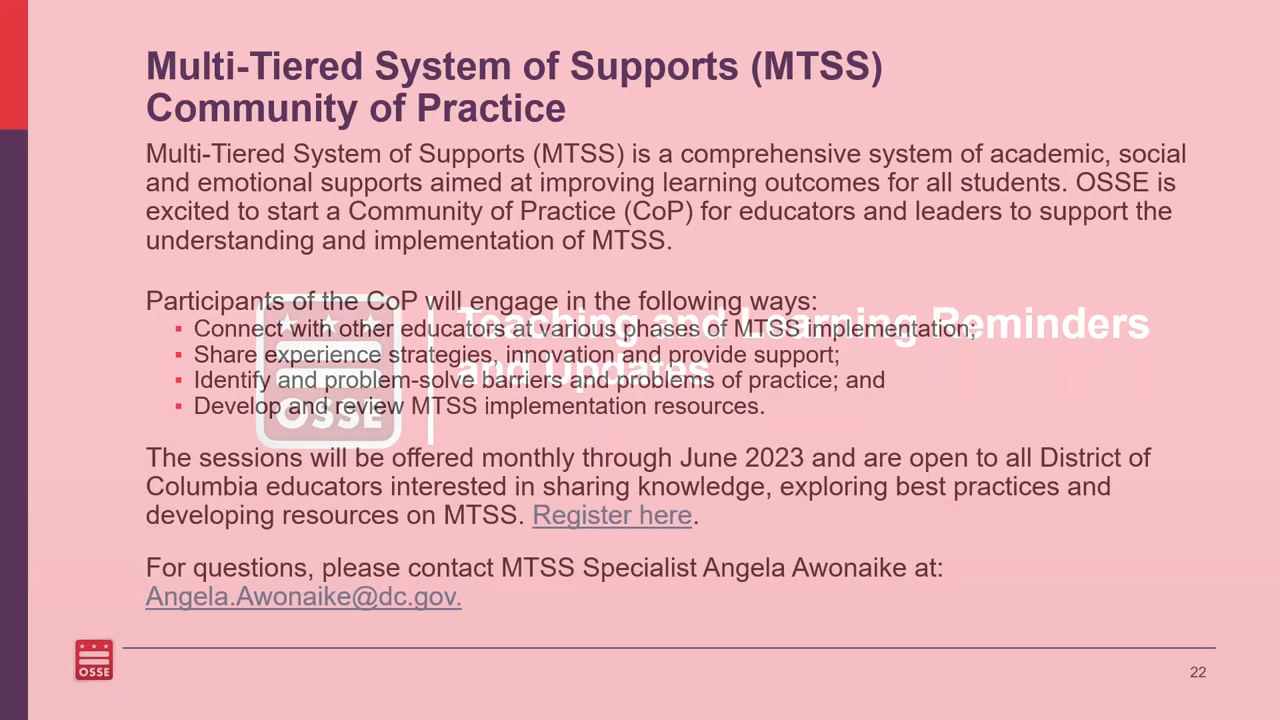 Multi-Tiered System of Supports (MTSS)
Community of Practice
Multi-Tiered System of Supports (MTSS) is a comprehensive system of academic, social
and emotional supports aimed at improving learning outcomes for all students. OSSE is
excited to start a Community of Practice (CoP) for educators and leaders to support the
understanding and implementation of MTSS.
Participants of the CoP will engage in the following ways:
▪ Connect with other educators at various phases of MTSS implementation;
▪ Share experience strategies, innovation and provide support;
▪ Identify and problem-solve barriers and problems of practice; and
▪ Develop and review MTSS implementation resources.
OSSE
Teaching and Learning Reminders
and Updates
The sessions will be offered monthly through June 2023 and are open to all District of
Columbia educators interested in sharing knowledge, exploring best practices and
developing resources on MTSS. Register here.
For questions, please contact MTSS Specialist Angela Awonaike at:
Angela.Awonaike@dc.gov.
OSSE
22